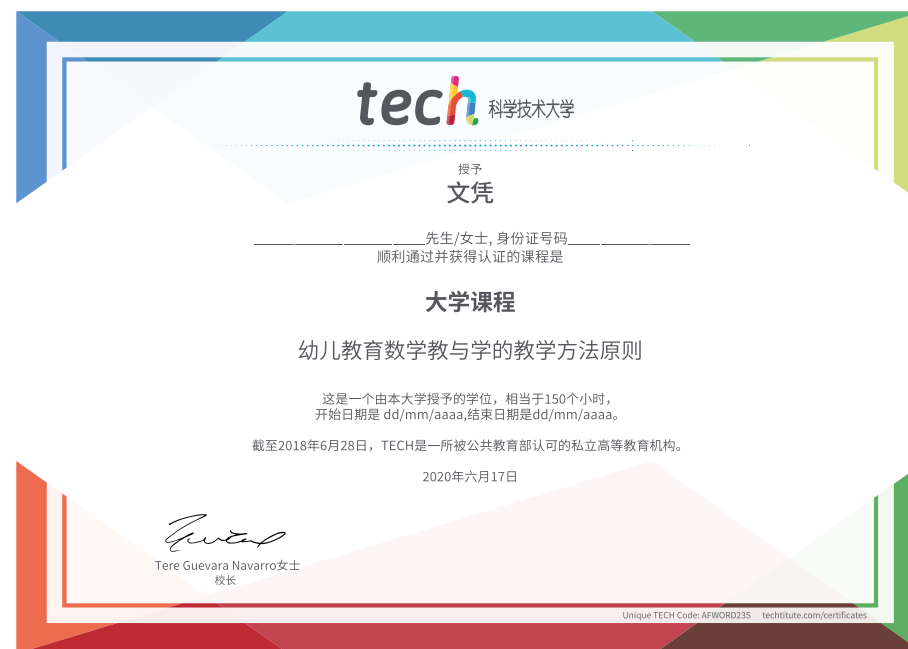 tech 科学技术大学
授予
文凭
____________________先生/女士, 身份证号码_______________
顺利通过并获得认证的课程是
大学课程
幼儿教育数学教与学的教学方法原则
这是一个由本大学授予的学位，相当于150个小时，
开始日期是 dd/mm/aaaa,结束日期是dd/mm/aaaa。
截至2018年6月28日，TECH是一所被公共教育部认可的私立高等教育机构。
2020年六月17日
Tere Guevara Navarro女士
校长
Unique TECH Code: AFWORD23S techtitute.com/certificates